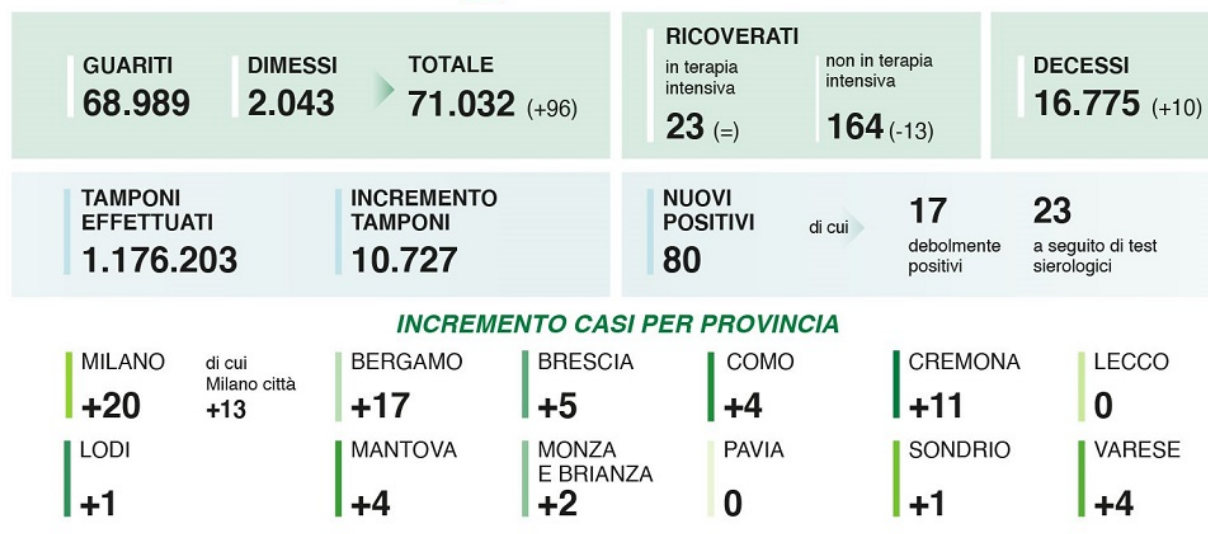 GUARITI
68.989
DIMESSI
2.043
TOTALE
71.032 (+96)
RICOVERATI
in terapia
intensiva
23 (=)
non in terapia
intensiva
164 (-13)
DECESSI
16.775 (+10)
TAMPONI
EFFETTUATI
1.176.203
INCREMENTO
TAMPONI
10.727
NUOVI
POSITIVI
80
di cui
17
debolmente
positivi
23
a seguito di test
sierologici
INCREMENTO CASI PER PROVINCIA
MILANO
+20
di cui
Milano città
+13
BERGAMO
+17
BRESCIA
+5
COMO
+4
CREMONA
+11
LECCO
0
LODI
+1
MANTOVA
+4
MONZA
E BRIANZA
+2
PAVIA
0
SONDRIO
+1
VARESE
+4